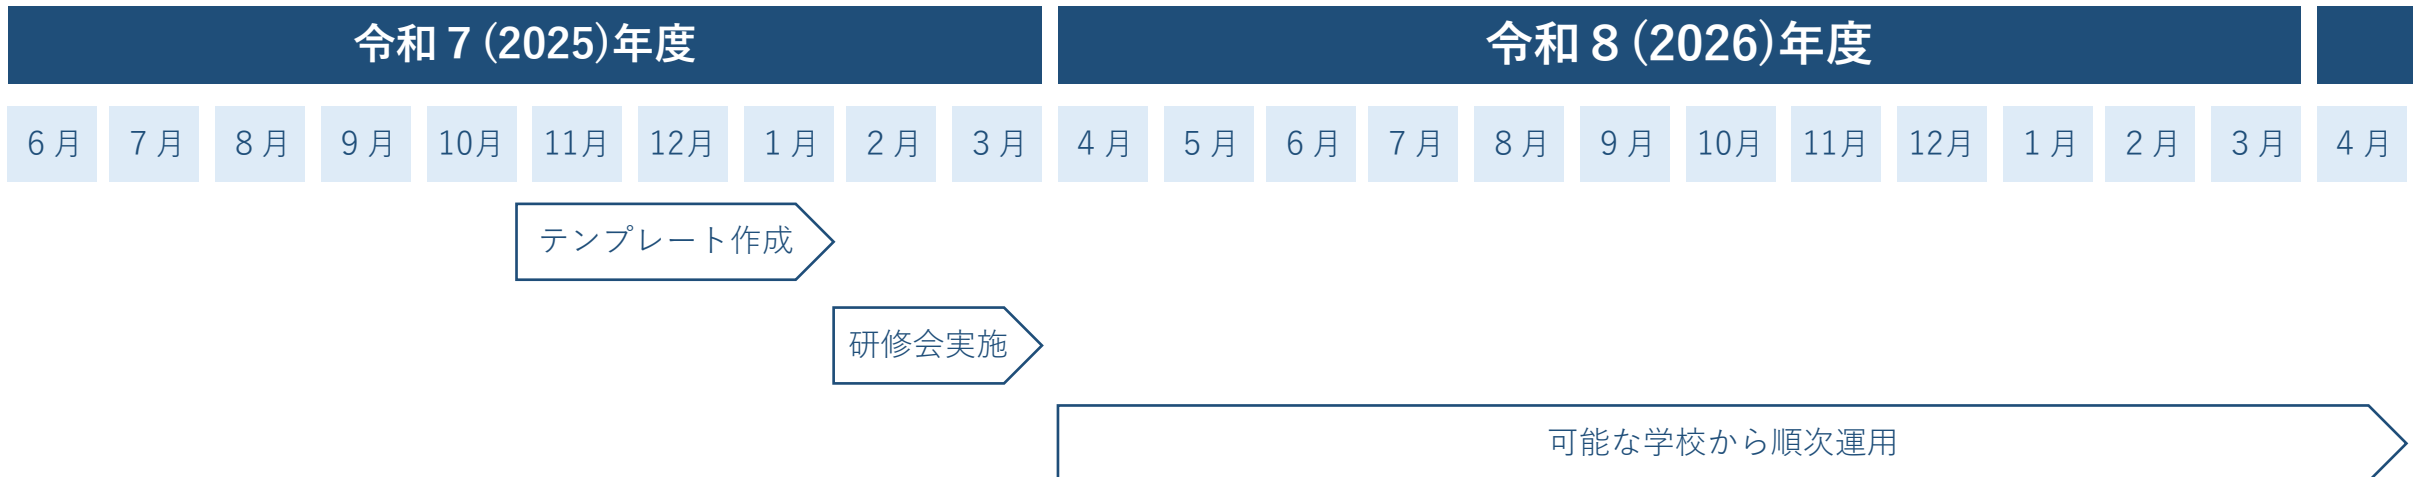 令和７(2025)年度 令和８(2026)年度
６月 ７月 ８月 ９月 10月 11月 12月 １月 ２月 ３月 ４月 ５月 ６月 ７月 ８月 ９月 10月 11月 12月 １月 ２月 ３月 ４月
テンプレート作成
研修会実施
可能な学校から順次運用